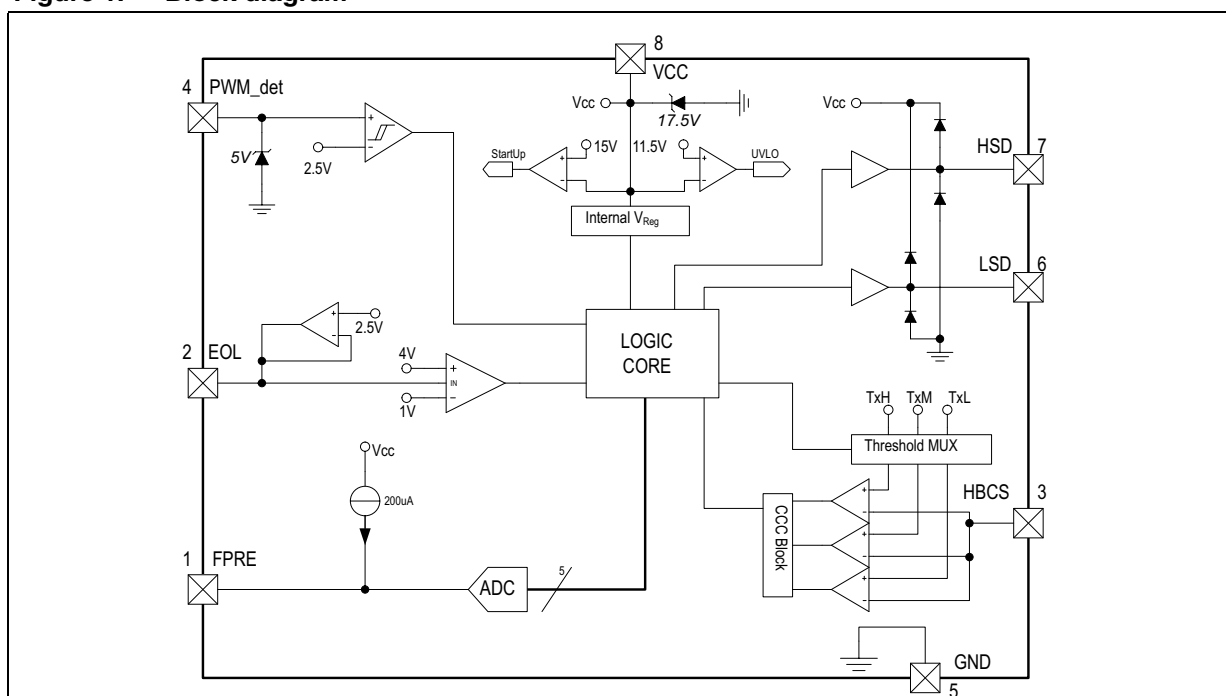 Figure 1. Block diagram
8
VCC
4 PWM_det
Vcc
17.5V
Vcc
HSD 7
5V
2.5V
StartUp
15V
11.5V
UVLO
Internal VReg
LSD 6
2.5V
LOGIC
CORE
2 EOL
4V
IN
1V
TxH TxM TxL
Threshold MUX
Vcc
200uA
HBCS 3
CCC Block
1 FPRE
ADC
5
GND
5